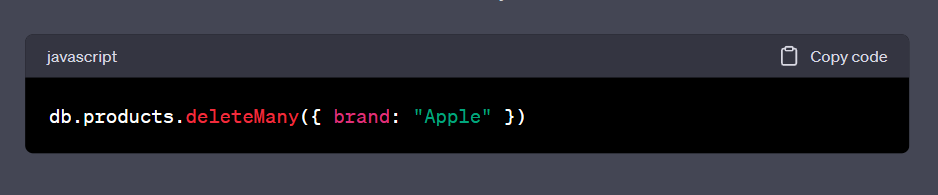 javascript
Copy code
db.products.deleteMany({ brand: "Apple" })